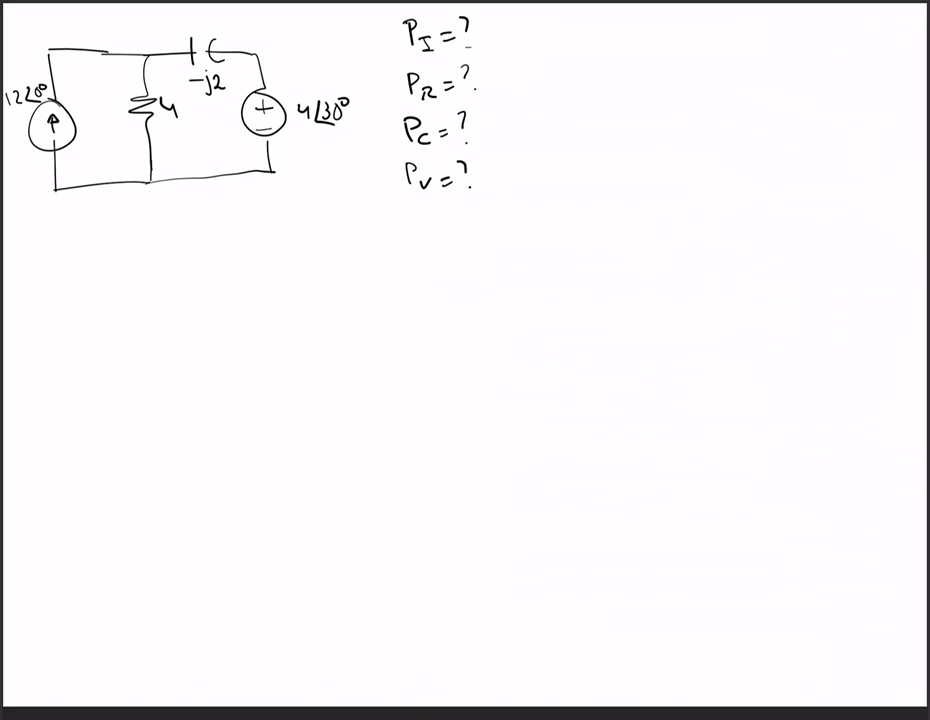 12∠0°
-j2
4
+
−
4∠30°
P_I = ?
P_R = ?
P_C = ?
P_V = ?